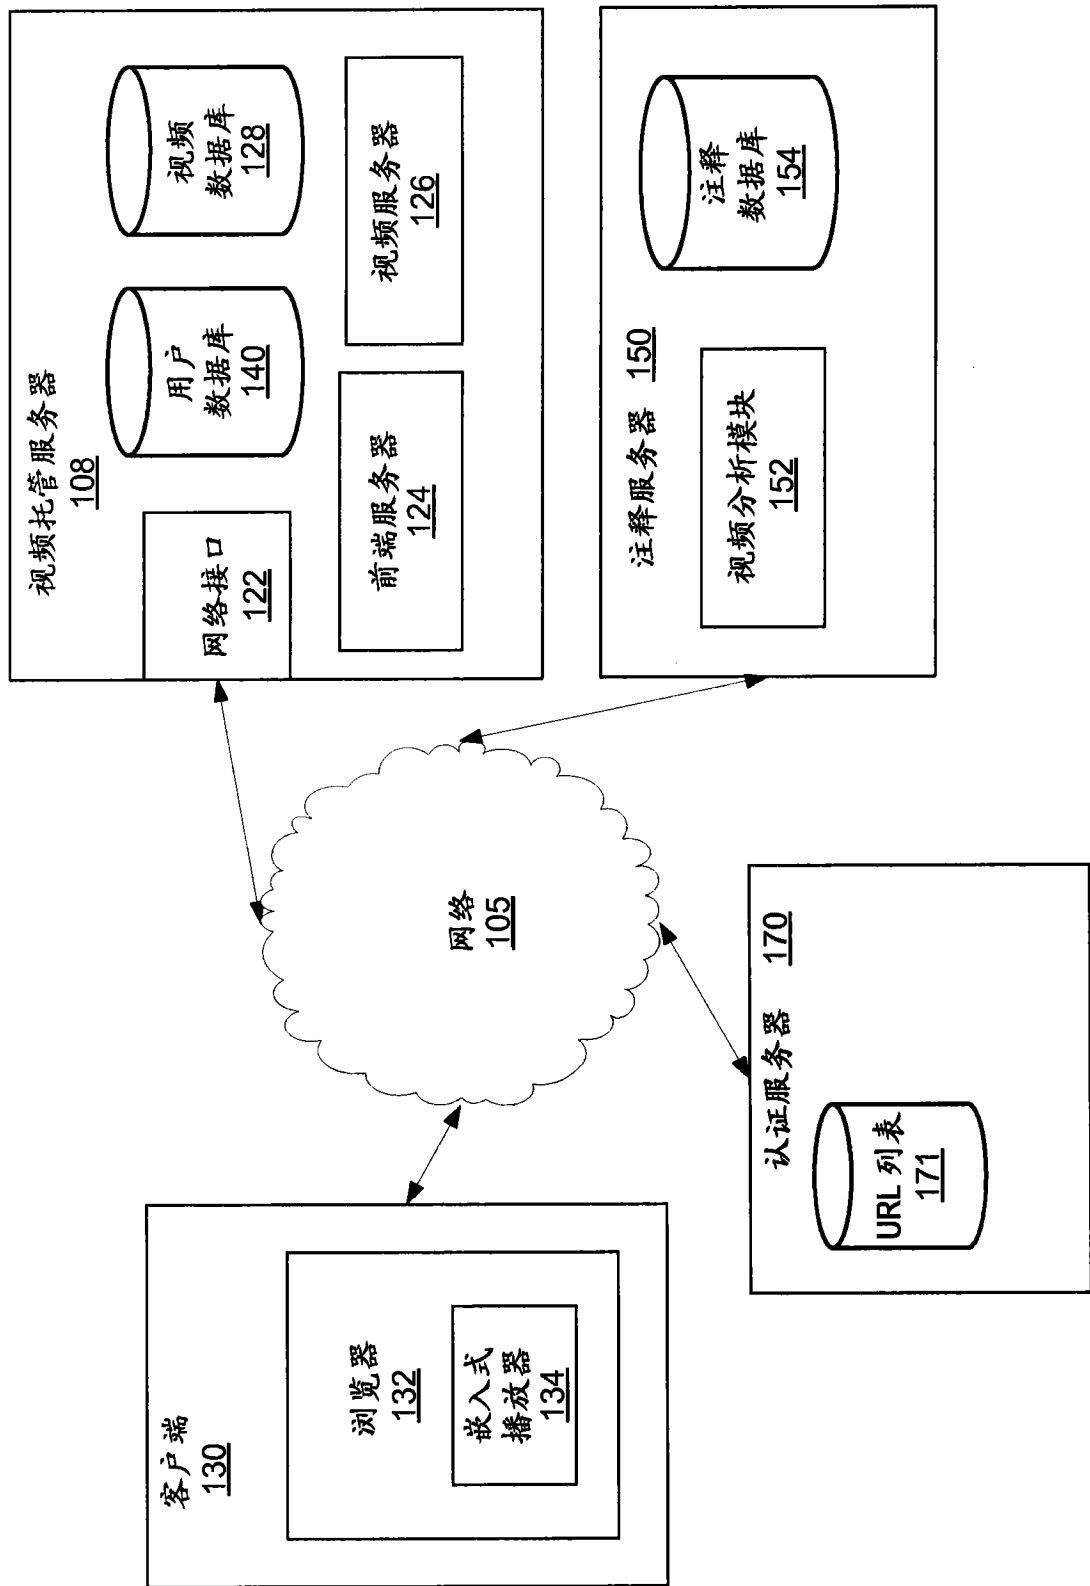 客户端
130
浏览器
132
嵌入式
播放器
134
网络
105
视频托管服务器
108
网络接口
122
用户
数据库
140
视频
数据库
128
前端服务器
124
视频服务器
126
注释服务器 150
视频分析模块
152
注释
数据库
154
认证服务器 170
URL 列表
171